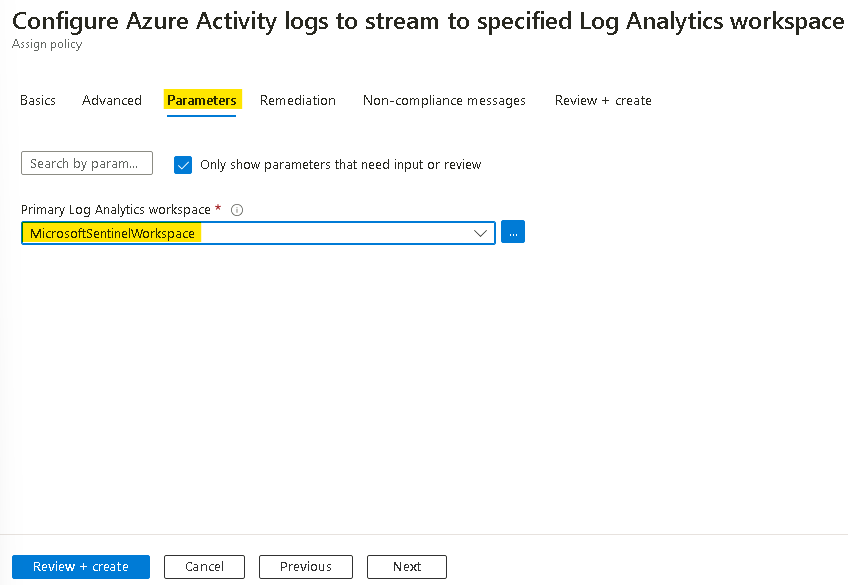 Configure Azure Activity logs to stream to specified Log Analytics workspace
Assign policy
Basics Advanced Parameters Remediation Non-compliance messages Review + create
Search by param... Only show parameters that need input or review
Primary Log Analytics workspace *
MicrosoftSentinelWorkspace ...
Review + create Cancel Previous Next